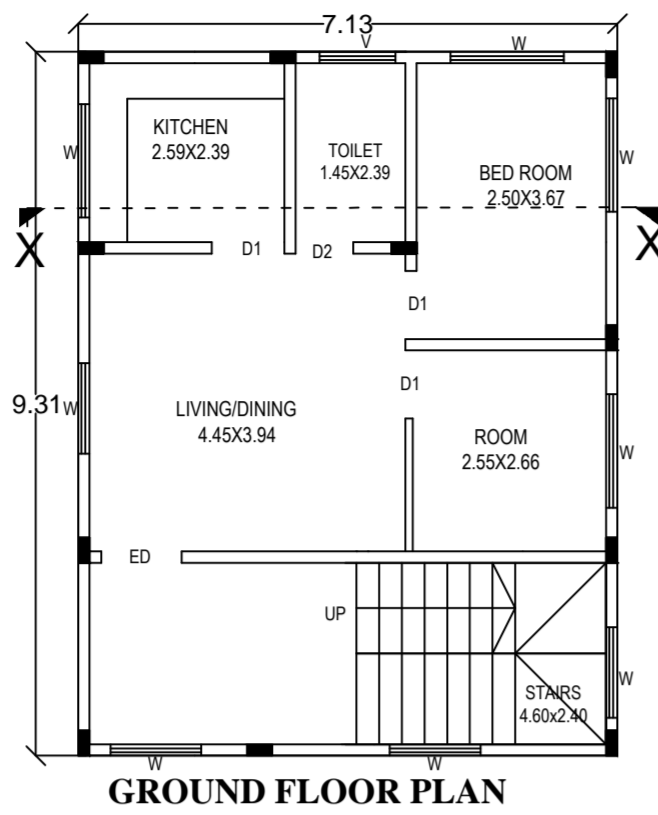 7.13
V
W
KITCHEN
2.59X2.39
TOILET
1.45X2.39
BED ROOM
2.50X3.67
W
W
X
X
D1
D2
D1
D1
9.31
W
LIVING/DINING
4.45X3.94
ROOM
2.55X2.66
W
ED
UP
STAIRS
4.60x2.40
W
W
W
GROUND FLOOR PLAN